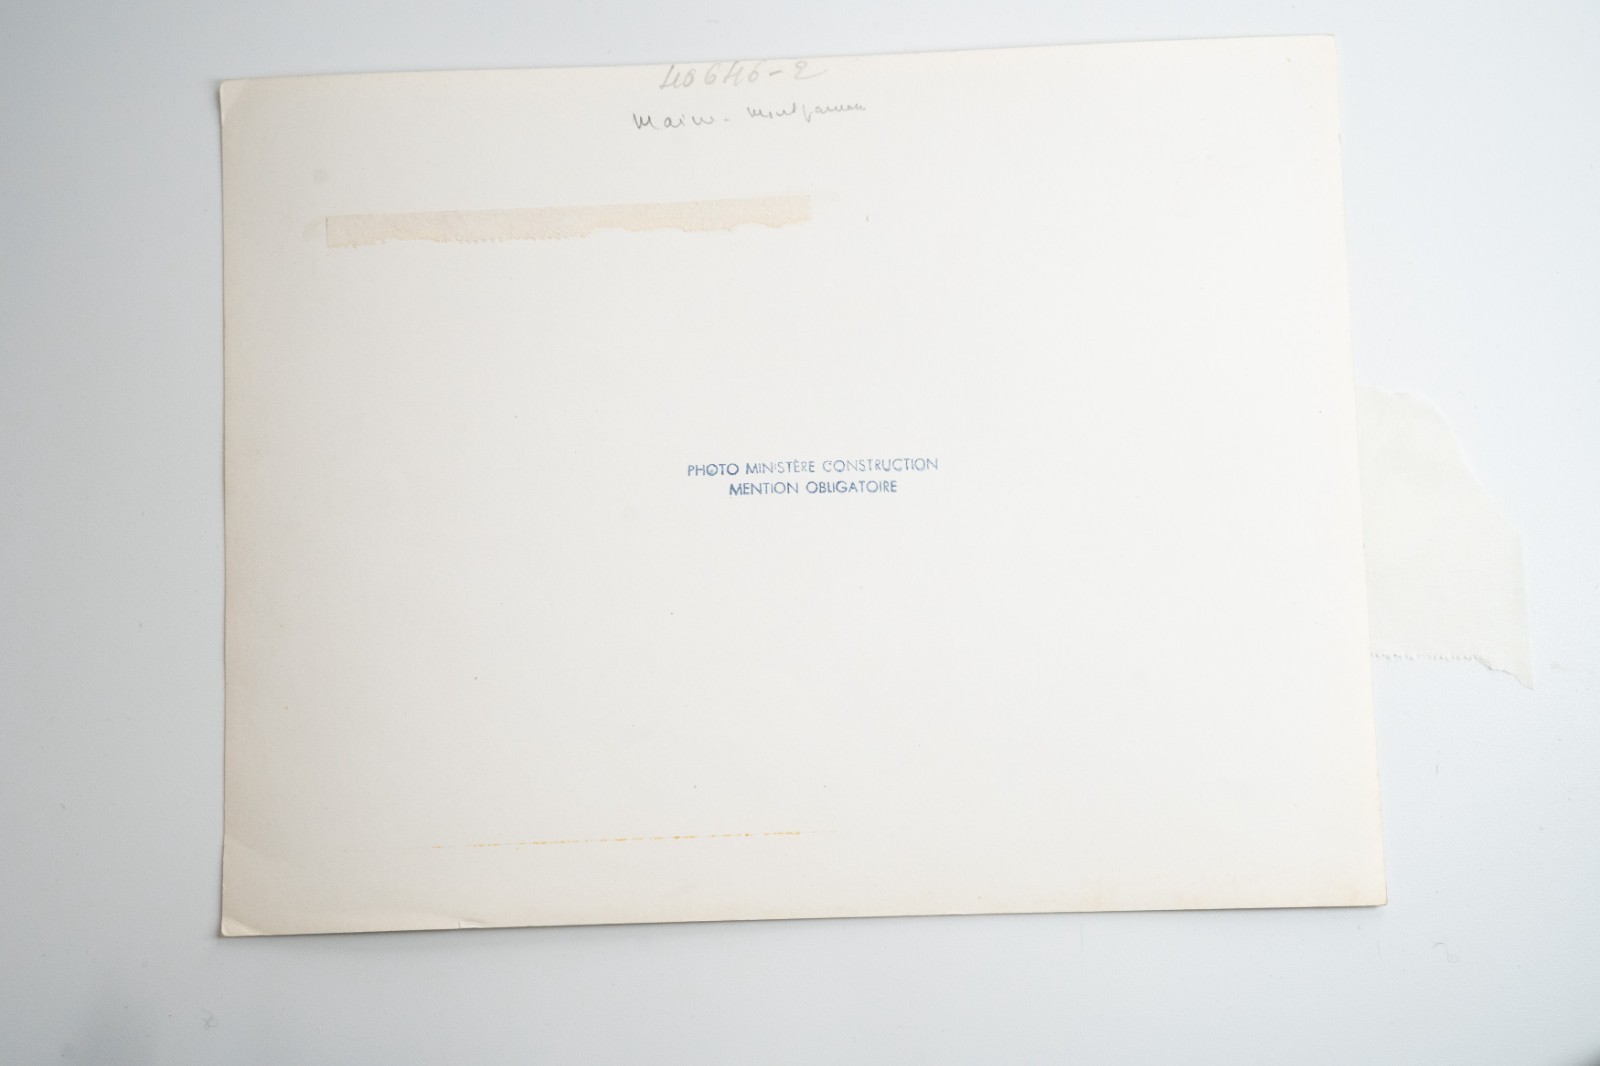 40646-2
Maine - Montparnasse
PHOTO MINISTÈRE CONSTRUCTION
MENTION OBLIGATOIRE